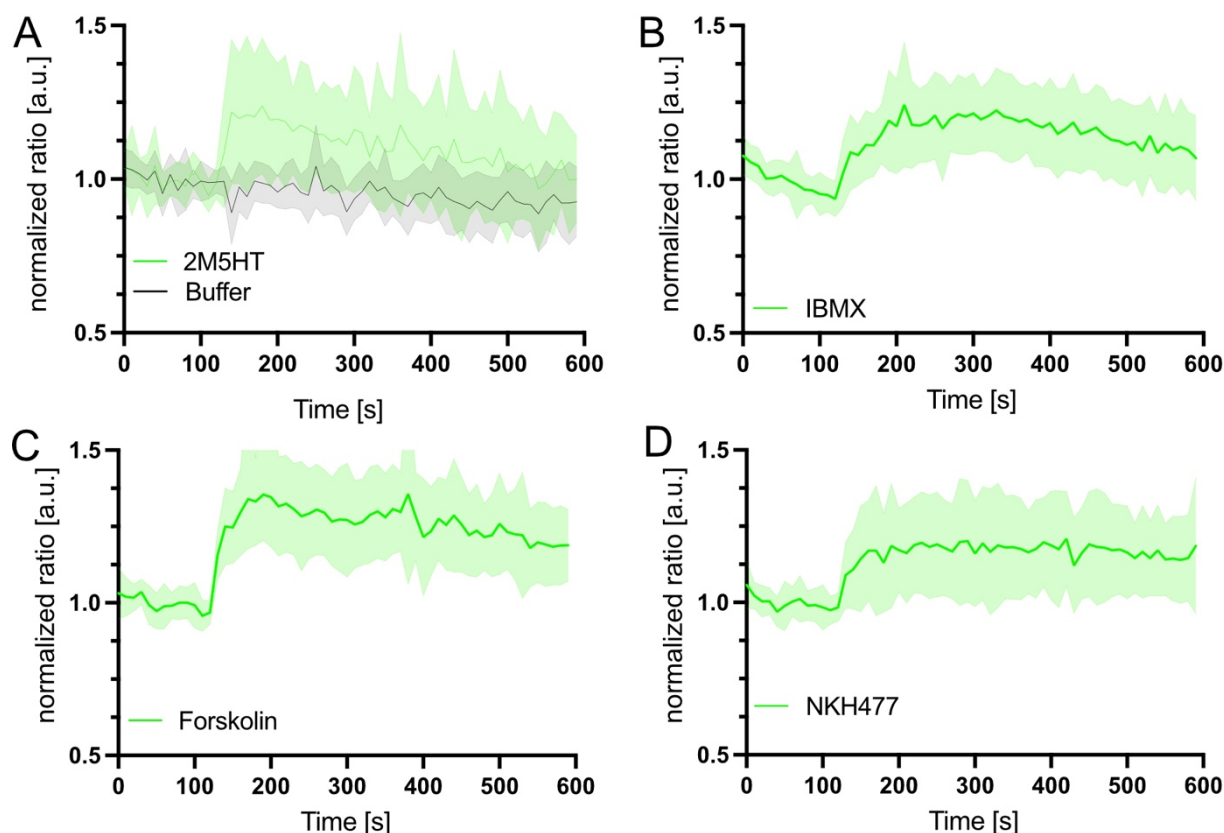 A
normalized ratio [a.u.]
1.5
1.0
0.5
2M5HT
Buffer
0 100 200 300 400 500 600
Time [s]
B
normalized ratio [a.u.]
1.5
1.0
0.5
IBMX
0 100 200 300 400 500 600
Time [s]
C
normalized ratio [a.u.]
1.5
1.0
0.5
Forskolin
0 100 200 300 400 500 600
Time [s]
D
normalized ratio [a.u.]
1.5
1.0
0.5
NKH477
0 100 200 300 400 500 600
Time [s]